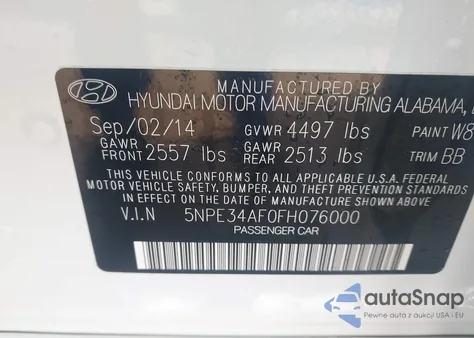 MANUFACTURED BY
HYUNDAI MOTOR MANUFACTURING ALABAMA,
Sep/02/14 GVWR 4497 lbs PAINT W8
GAWR FRONT 2557 lbs GAWR REAR 2513 lbs TRIM BB
THIS VEHICLE CONFORMS TO ALL APPLICABLE U.S.A. FEDERAL
MOTOR VEHICLE SAFETY, BUMPER, AND THEFT PREVENTION STANDARDS
IN EFFECT ON THE DATE OF MANUFACTURE SHOWN ABOVE.
V.I.N 5NPE34AF0FH076000
PASSENGER CAR
autoSnap
Pewne auta z USA i EU